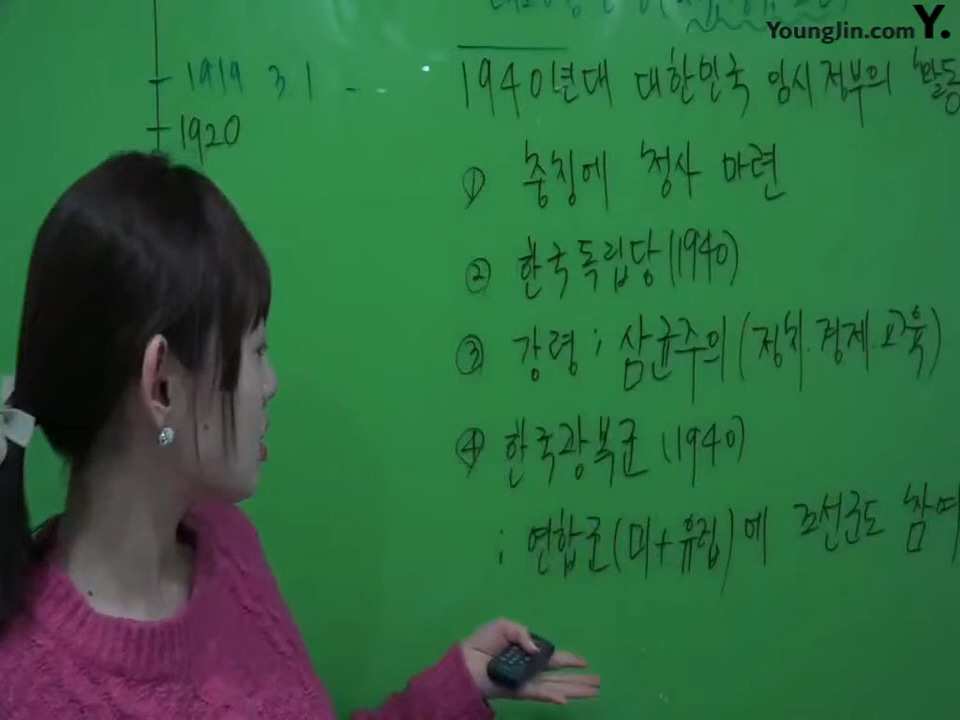 YoungJin.com Y.
1919 3.1 -
1920
1940년대 대한민국 임시정부의 활동
① 충칭에 청사 마련
② 한국독립당(1940)
③ 강령 ; 삼균주의 (정치.경제.교육)
④ 한국광복군 (1940)
; 연합군(미+유럽)에 조선군도 참여